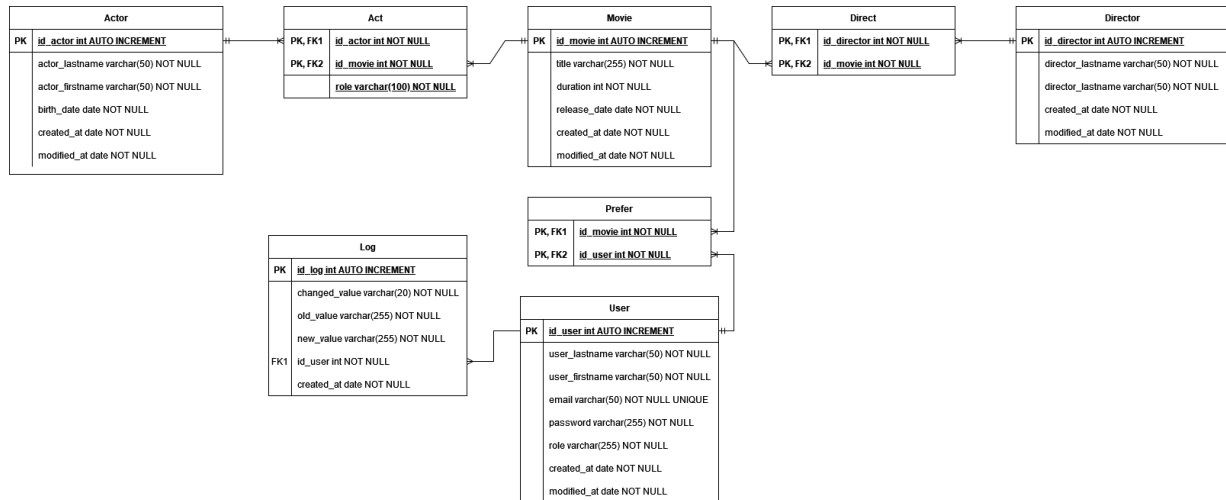 Actor
PK id_actor int AUTO INCREMENT
actor_lastname varchar(50) NOT NULL
actor_firstname varchar(50) NOT NULL
birth_date date NOT NULL
created_at date NOT NULL
modified_at date NOT NULL
Act
PK, FK1 id_actor int NOT NULL
PK, FK2 id_movie int NOT NULL
role varchar(100) NOT NULL
Movie
PK id_movie int AUTO INCREMENT
title varchar(255) NOT NULL
duration int NOT NULL
release_date date NOT NULL
created_at date NOT NULL
modified_at date NOT NULL
Direct
PK, FK1 id_director int NOT NULL
PK, FK2 id_movie int NOT NULL
Director
PK id_director int AUTO INCREMENT
director_lastname varchar(50) NOT NULL
director_lastname varchar(50) NOT NULL
created_at date NOT NULL
modified_at date NOT NULL
Prefer
PK, FK1 id_movie int NOT NULL
PK, FK2 id_user int NOT NULL
Log
PK id_log int AUTO INCREMENT
changed_value varchar(20) NOT NULL
old_value varchar(255) NOT NULL
new_value varchar(255) NOT NULL
FK1 id_user int NOT NULL
created_at date NOT NULL
User
PK id_user int AUTO INCREMENT
user_lastname varchar(50) NOT NULL
user_firstname varchar(50) NOT NULL
email varchar(50) NOT NULL UNIQUE
password varchar(255) NOT NULL
role varchar(255) NOT NULL
created_at date NOT NULL
modified_at date NOT NULL